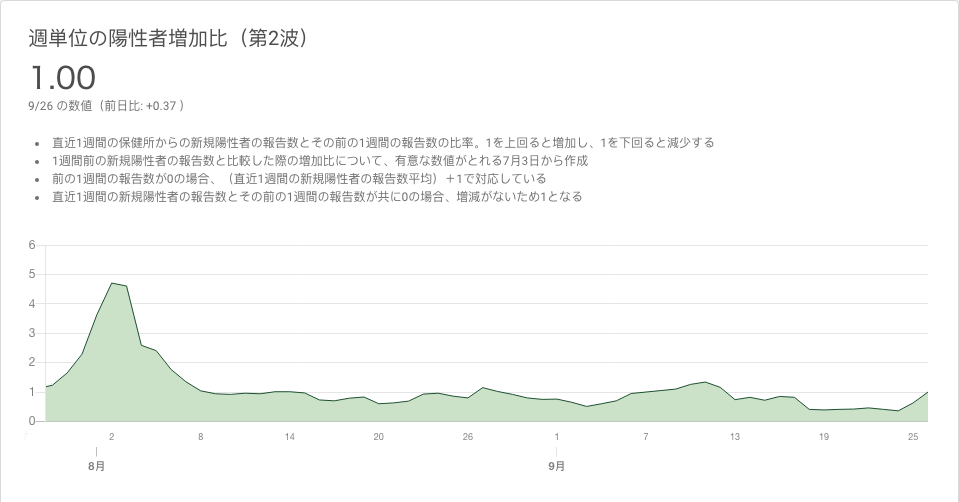 週単位の陽性者増加比（第2波）
1.00
9/26 の数値（前日比: +0.37 ）
• 直近1週間の保健所からの新規陽性者の報告数とその前の1週間の報告数の比率。1を上回ると増加し、1を下回ると減少する
• 1週間前の新規陽性者の報告数と比較した際の増加比について、有意な数値がとれる7月3日から作成
• 前の1週間の報告数が0の場合、（直近1週間の新規陽性者の報告数平均）＋1で対応している
• 直近1週間の新規陽性者の報告数とその前の1週間の報告数が共に0の場合、増減がないため1となる
6
5
4
3
2
1
0
2 8 14 20 26 1 7 13 19 25
8月 9月